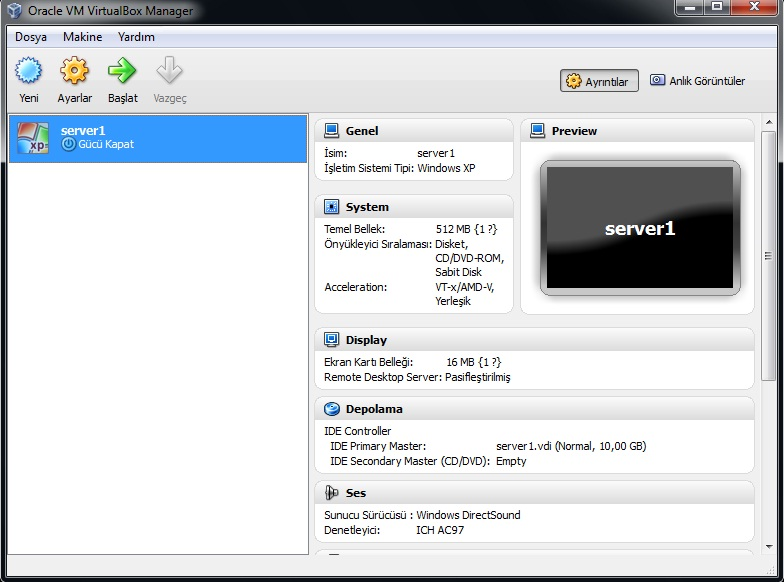 Oracle VM VirtualBox Manager
Dosya Makine Yardım
Yeni Ayarlar Başlat Vazgeç
Ayrıntılar Anlık Görüntüler
xp
server1
Gücü Kapat
Genel
İsim: server1
İşletim Sistemi Tipi: Windows XP
Preview
server1
System
Temel Bellek: 512 MB {1 ?}
Önyükleyici Sıralaması: Disket,
CD/DVD-ROM,
Sabit Disk
Acceleration: VT-x/AMD-V,
Yerleşik
Display
Ekran Kartı Belleği: 16 MB {1 ?}
Remote Desktop Server: Pasifleştirilmiş
Depolama
IDE Controller
IDE Primary Master: server1.vdi (Normal, 10,00 GB)
IDE Secondary Master (CD/DVD): Empty
Ses
Sunucu Sürücüsü : Windows DirectSound
Denetleyici: ICH AC97